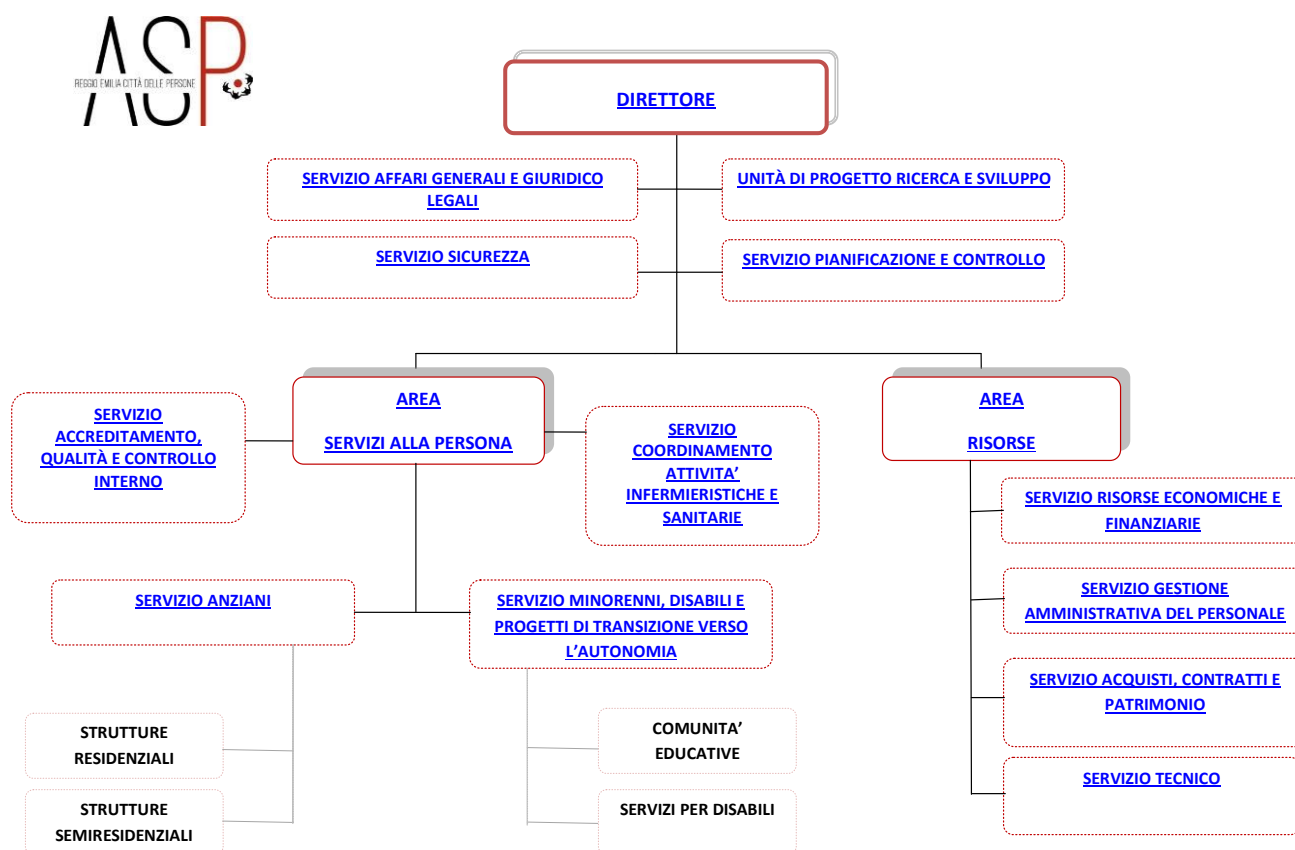 ASP
REGGIO EMILIA CITTÀ DELLE PERSONE
DIRETTORE
SERVIZIO AFFARI GENERALI E GIURIDICO
LEGALI
UNITÀ DI PROGETTO RICERCA E SVILUPPO
SERVIZIO SICUREZZA
SERVIZIO PIANIFICAZIONE E CONTROLLO
AREA
SERVIZI ALLA PERSONA
AREA
RISORSE
SERVIZIO
ACCREDITAMENTO,
QUALITÀ E CONTROLLO
INTERNO
SERVIZIO
COORDINAMENTO
ATTIVITA’
INFERMIERISTICHE E
SANITARIE
SERVIZIO RISORSE ECONOMICHE E
FINANZIARIE
SERVIZIO ANZIANI
SERVIZIO MINORENNI, DISABILI E
PROGETTI DI TRANSIZIONE VERSO
L’AUTONOMIA
SERVIZIO GESTIONE
AMMINISTRATIVA DEL PERSONALE
SERVIZIO ACQUISTI, CONTRATTI E
PATRIMONIO
STRUTTURE
RESIDENZIALI
COMUNITA’
EDUCATIVE
SERVIZIO TECNICO
STRUTTURE
SEMIRESIDENZIALI
SERVIZI PER DISABILI